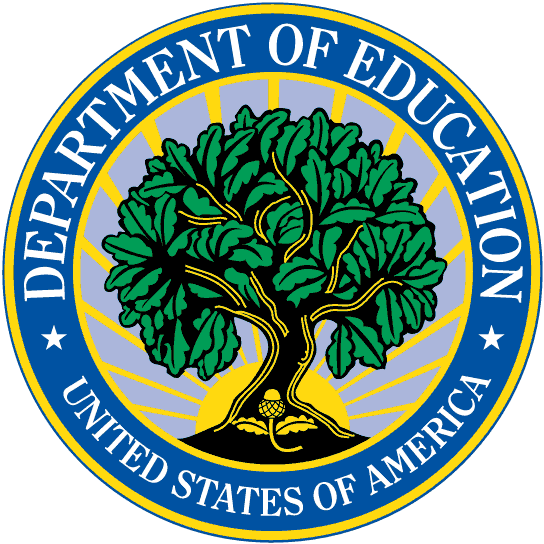 DEPARTMENT OF EDUCATION
UNITED STATES OF AMERICA